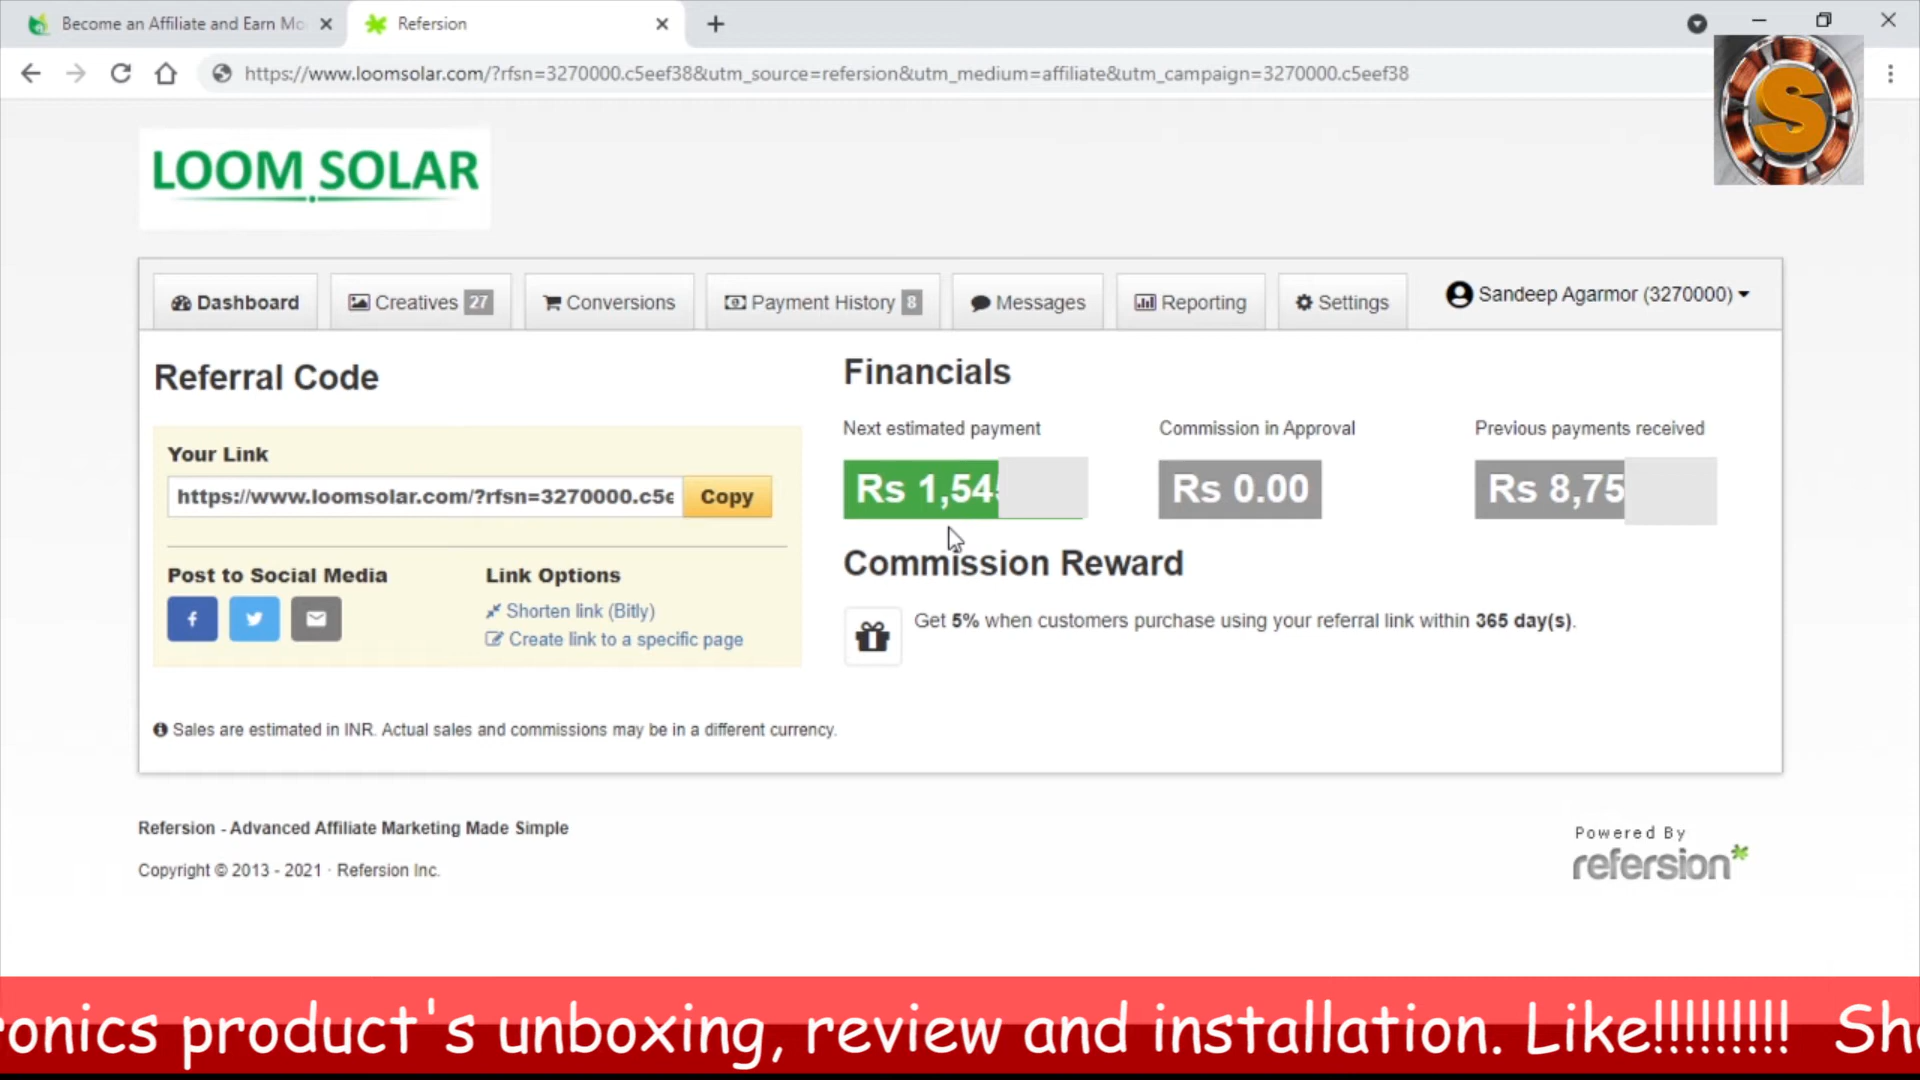 Become an Affiliate and Earn Mo
Refersion
https://www.loomsolar.com/?rfsn=3270000.c5eef38&utm_source=refersion&utm_medium=affiliate&utm_campaign=3270000.c5eef38
S
LOOM SOLAR
Dashboard
Creatives 27
Conversions
Payment History 8
Messages
Reporting
Settings
Sandeep Agarmor (3270000)
Referral Code
Your Link
https://www.loomsolar.com/?rfsn=3270000.c5e
Copy
Post to Social Media
Link Options
Shorten link (Bitly)
Create link to a specific page
Financials
Next estimated payment
Rs 1,54
Commission in Approval
Rs 0.00
Previous payments received
Rs 8,75
Commission Reward
Get 5% when customers purchase using your referral link within 365 day(s).
Sales are estimated in INR. Actual sales and commissions may be in a different currency.
Refersion - Advanced Affiliate Marketing Made Simple
Copyright © 2013 - 2021 · Refersion Inc.
Powered By
refersion
ronics product's unboxing, review and installation. Like!!!!!!!!! Sh